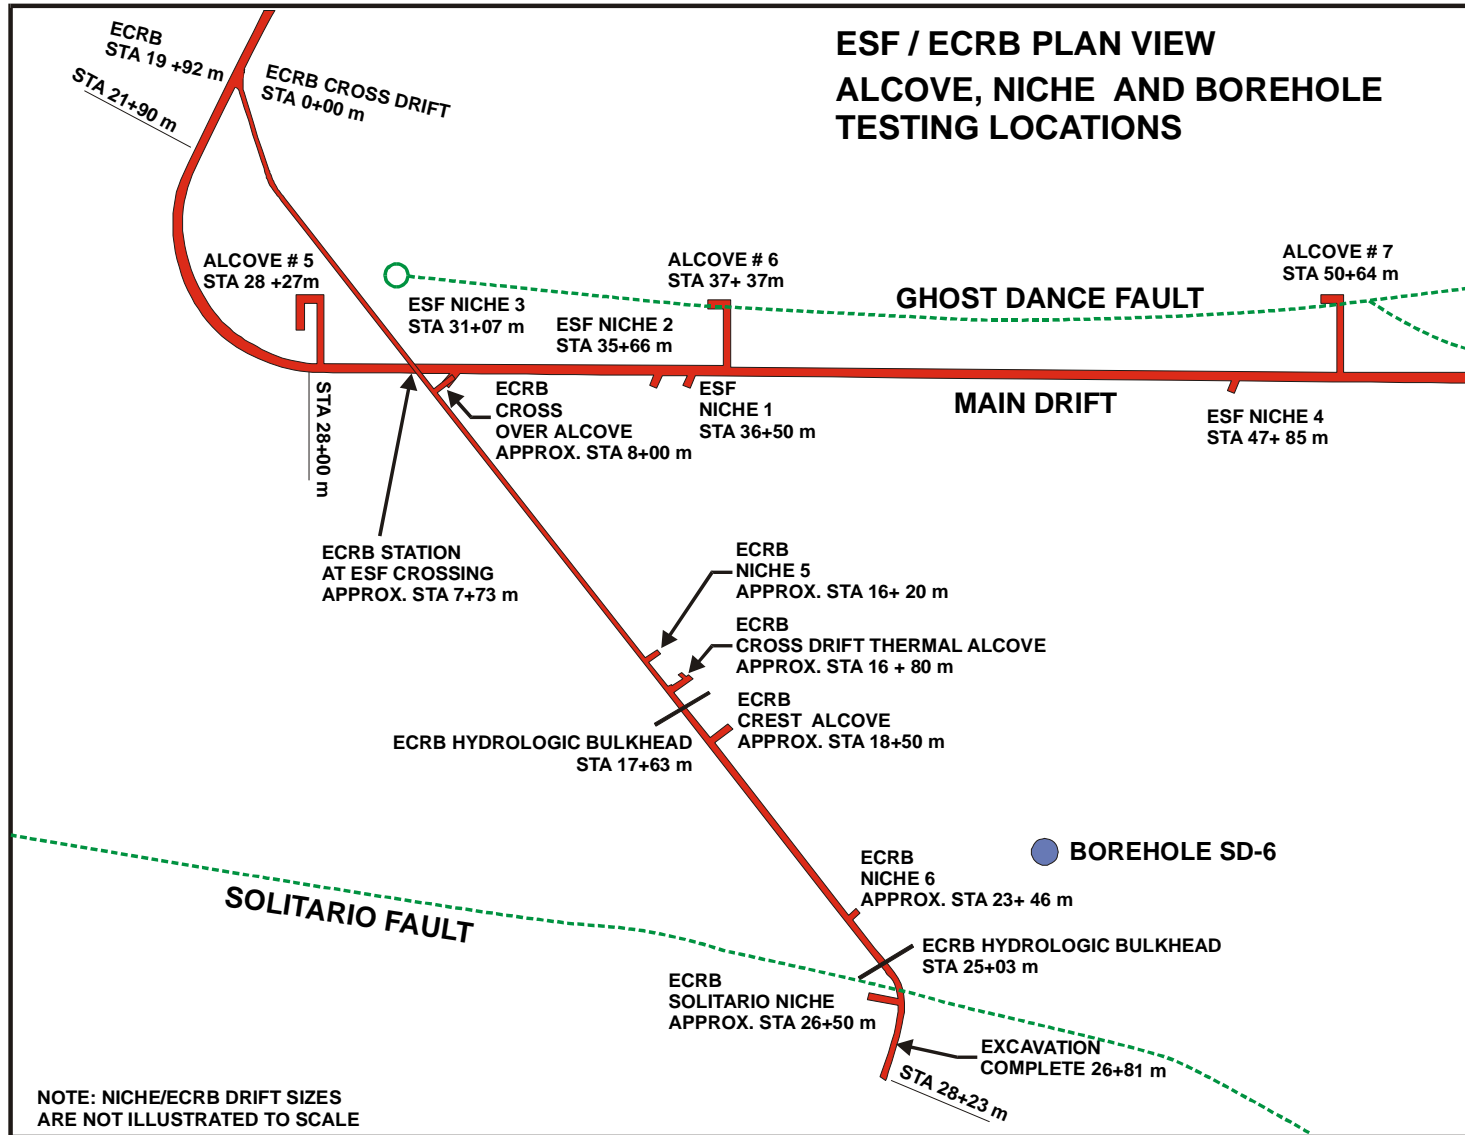 ESF / ECRB PLAN VIEW
ALCOVE, NICHE AND BOREHOLE
TESTING LOCATIONS
ECRB
STA 19 +92 m
STA 21+90 m
ECRB CROSS DRIFT
STA 0+00 m
ALCOVE # 5
STA 28 +27m
ESF NICHE 3
STA 31+07 m
ALCOVE # 6
STA 37+ 37m
ESF NICHE 2
STA 35+66 m
GHOST DANCE FAULT
ALCOVE # 7
STA 50+64 m
STA 28+00 m
ECRB
CROSS
OVER ALCOVE
APPROX. STA 8+00 m
ESF
NICHE 1
STA 36+50 m
MAIN DRIFT
ESF NICHE 4
STA 47+ 85 m
ECRB STATION
AT ESF CROSSING
APPROX. STA 7+73 m
ECRB
NICHE 5
APPROX. STA 16+ 20 m
ECRB
CROSS DRIFT THERMAL ALCOVE
APPROX. STA 16 + 80 m
ECRB
CREST ALCOVE
APPROX. STA 18+50 m
ECRB HYDROLOGIC BULKHEAD
STA 17+63 m
BOREHOLE SD-6
ECRB
NICHE 6
APPROX. STA 23+ 46 m
SOLITARIO FAULT
ECRB HYDROLOGIC BULKHEAD
STA 25+03 m
ECRB
SOLITARIO NICHE
APPROX. STA 26+50 m
EXCAVATION
COMPLETE 26+81 m
STA 28+23 m
NOTE: NICHE/ECRB DRIFT SIZES
ARE NOT ILLUSTRATED TO SCALE